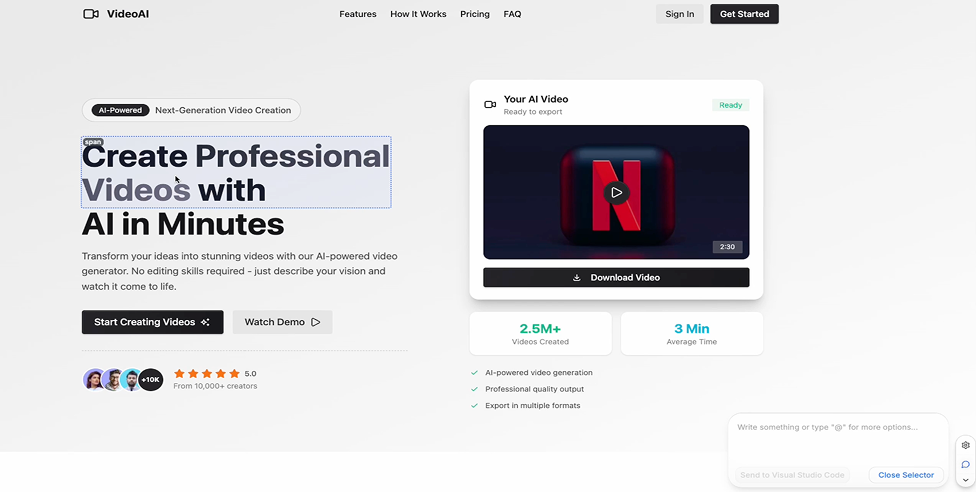 VideoAI
Features How It Works Pricing FAQ
Sign In Get Started
AI-Powered Next-Generation Video Creation
span
Create Professional
Videos with
AI in Minutes
Transform your ideas into stunning videos with our AI-powered video
generator. No editing skills required - just describe your vision and
watch it come to life.
Start Creating Videos Watch Demo
+10K 5.0
From 10,000+ creators
Your AI Video
Ready to export
Ready
N
2:30
Download Video
2.5M+
Videos Created
3 Min
Average Time
AI-powered video generation
Professional quality output
Export in multiple formats
Write something or type "@" for more options...
Send to Visual Studio Code Close Selector